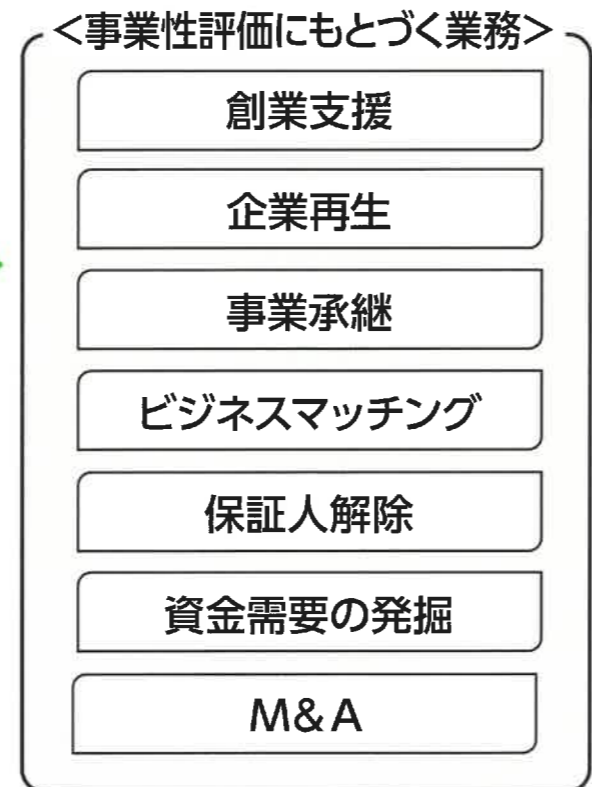 <事業性評価にもとづく業務>
創業支援
企業再生
事業承継
ビジネスマッチング
保証人解除
資金需要の発掘
M&A